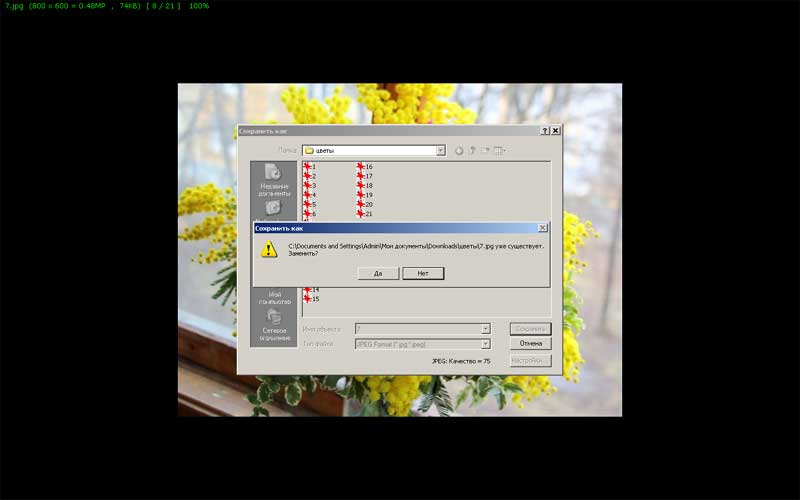 7.jpg (800 x 600 = 0.48MP , 74KB) [ 8 / 21 ] 100%
Сохранить как
Папка: цветы
1 16
2 17
3 18
4 19
5 20
6 21
Недавние
документы
Сохранить как
C:\Documents and Settings\Admin\Мои документы\Downloads\цветы\7.jpg уже существует.
Заменить?
Да Нет
14
15
Мой
компьютер
Сетевое
окружение
Имя объекта: 7 Сохранить
Тип файла: JPEG Format (*.jpg;*.jpeg) Отмена
JPEG: Качество = 75 Настройки...